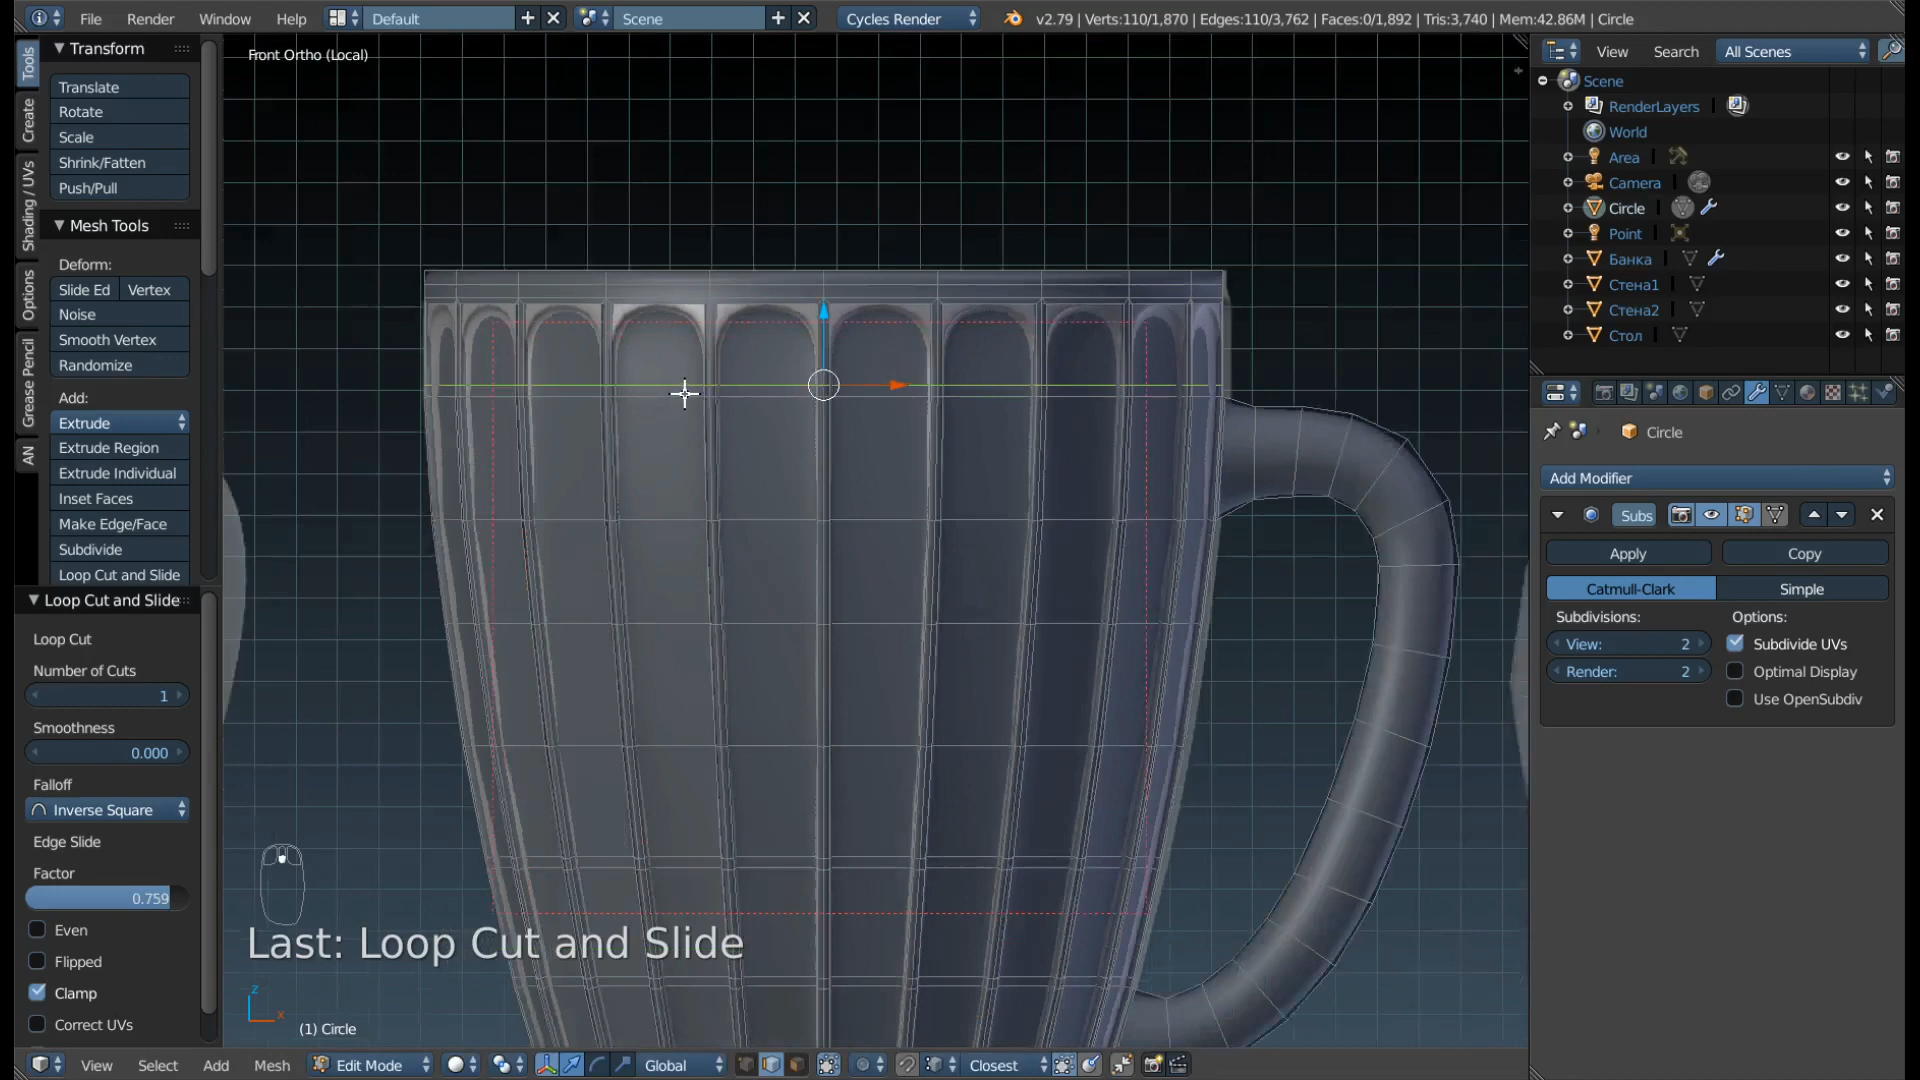 File Render Window Help Default Scene Cycles Render v2.79 | Verts:110/1,870 | Edges:110/3,762 | Faces:0/1,892 | Tris:3,740 | Mem:42.86M | Circle
Tools
Create
Shading / UVs
Options
Grease Pencil
AN
Transform
Translate
Rotate
Scale
Shrink/Fatten
Push/Pull
Mesh Tools
Deform:
Slide Ed Vertex
Noise
Smooth Vertex
Randomize
Add:
Extrude
Extrude Region
Extrude Individual
Inset Faces
Make Edge/Face
Subdivide
Loop Cut and Slide
Loop Cut and Slide
Loop Cut
Number of Cuts
1
Smoothness
0.000
Falloff
Inverse Square
Edge Slide
Factor
0.759
Even
Flipped
Clamp
Correct UVs
Front Ortho (Local)
Last: Loop Cut and Slide
z
x
(1) Circle
View Select Add Mesh Edit Mode Global Closest
View Search All Scenes
Scene
RenderLayers
World
Area
Camera
Circle
Point
Банка
Стена1
Стена2
Стол
Circle
Add Modifier
Subs
Apply Copy
Catmull-Clark Simple
Subdivisions: Options:
View: 2 Subdivide UVs
Render: 2 Optimal Display
Use OpenSubdiv